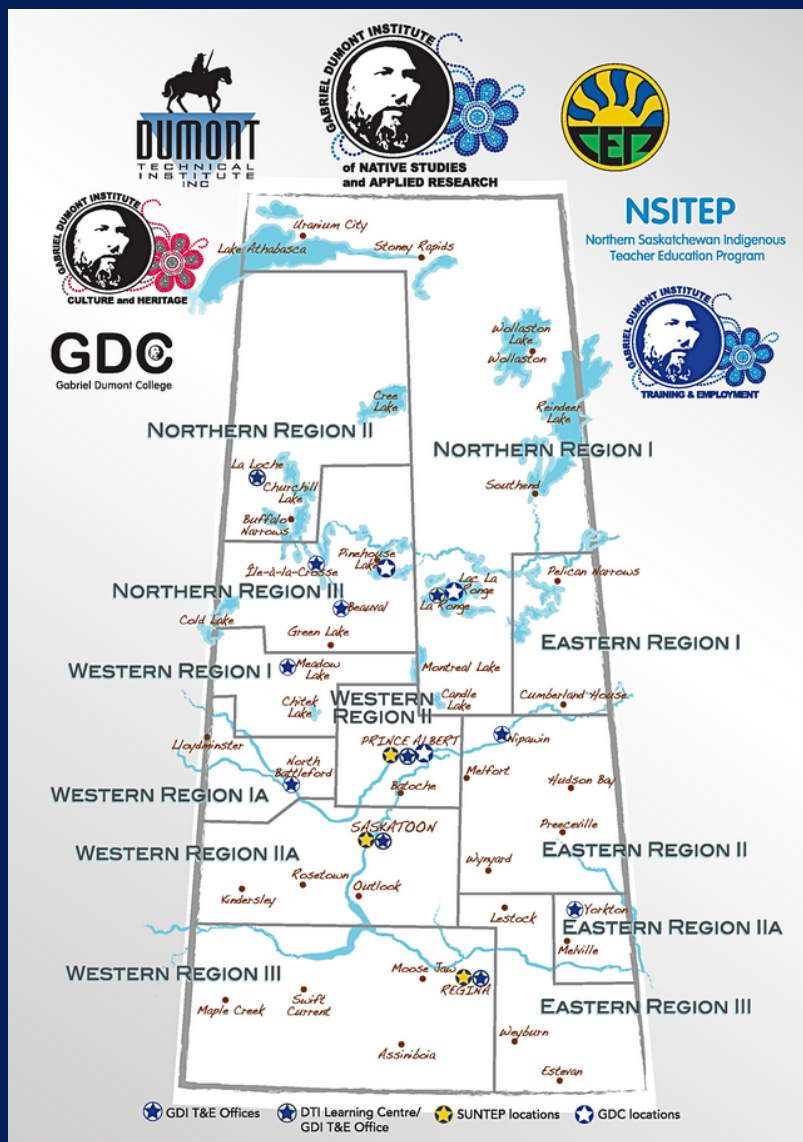 DUMONT
TECHNICAL
INSTITUTE
INC
GABRIEL DUMONT INSTITUTE
of NATIVE STUDIES
and APPLIED RESEARCH
GABRIEL DUMONT INSTITUTE
CULTURE and HERITAGE
NSITEP
Northern Saskatchewan Indigenous
Teacher Education Program
GDC
Gabriel Dumont College
GABRIEL DUMONT INSTITUTE
TRAINING & EMPLOYMENT
Uranium City
Lake Athabasca
Stoney Rapids
Wollaston
Lake
Wollaston
Cree
Lake
Reindeer
Lake
NORTHERN REGION II
NORTHERN REGION I
La Loche
Churchill
Lake
Southend
Buffalo
Narrows
Pinehouse
Lake
Île-à-la-Crosse
Lac La
Ronge
La Ronge
Pelican Narrows
NORTHERN REGION III
Beauval
Cold Lake
Green Lake
EASTERN REGION I
WESTERN REGION I
Meadow
Lake
Montreal Lake
Chitek
Lake
WESTERN
REGION II
Candle
Lake
Cumberland House
Lloydminster
PRINCE ALBERT
Nipawin
North
Battleford
Batoche
Melfort
Hudson Bay
WESTERN REGION IA
SASKATOON
Preeceville
WESTERN REGION IIA
EASTERN REGION II
Wynyard
Rosetown
Kindersley
Outlook
Lestock
Yorkton
EASTERN REGION IIA
Melville
WESTERN REGION III
Moose Jaw
REGINA
Maple Creek
Swift
Current
EASTERN REGION III
Weyburn
Assiniboia
Estevan
GDI T&E Offices
DTI Learning Centre/
GDI T&E Office
SUNTEP locations
GDC locations